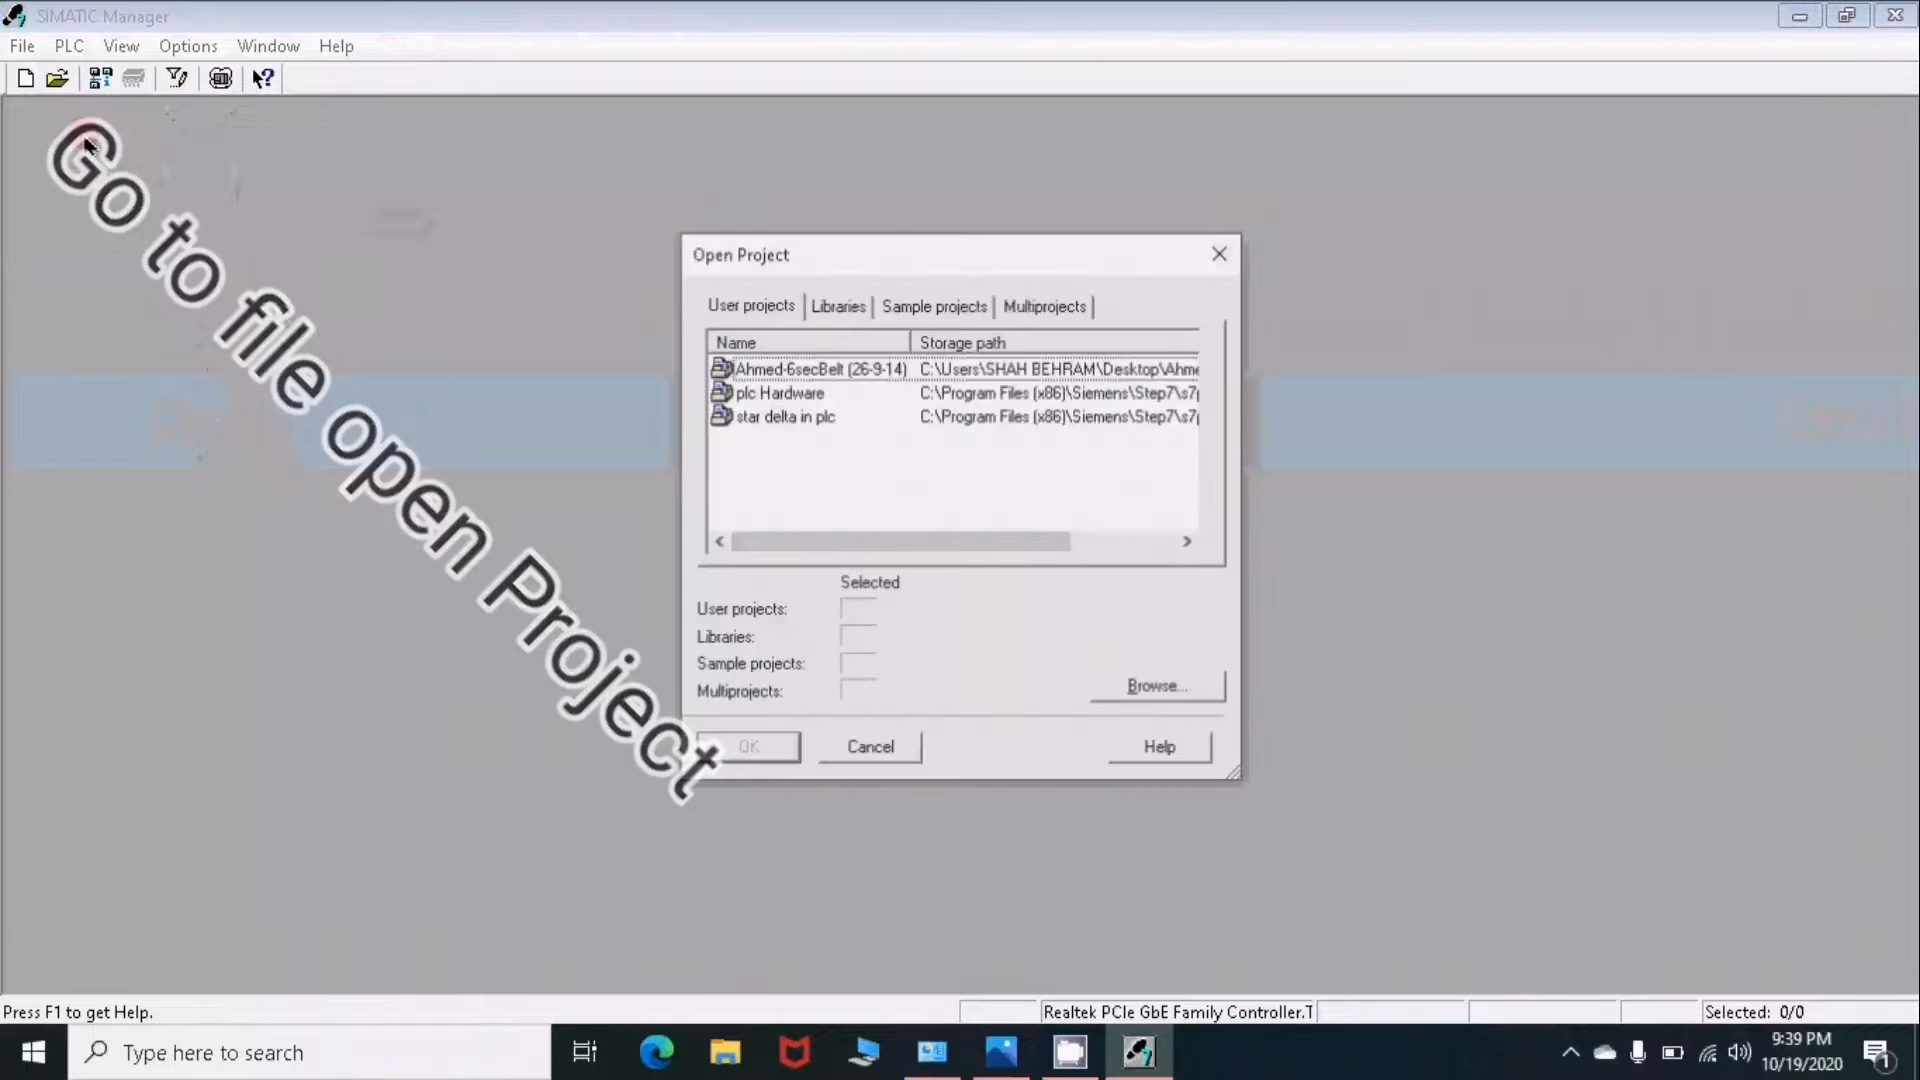 SIMATIC Manager
File PLC View Options Window Help
Go to file open Project
Open Project
User projects Libraries Sample projects Multiprojects
Name Storage path
Ahmed-6secBelt (26-9-14) C:\Users\SHAH BEHRAM\Desktop\Ahme
plc Hardware C:\Program Files (x86)\Siemens\Step7\s7p
star delta in plc C:\Program Files (x86)\Siemens\Step7\s7p
Selected
User projects:
Libraries:
Sample projects:
Multiprojects:
Browse...
OK Cancel Help
Press F1 to get Help.
Realtek PCIe GbE Family Controller.T
Selected: 0/0
Type here to search
9:39 PM
10/19/2020
1